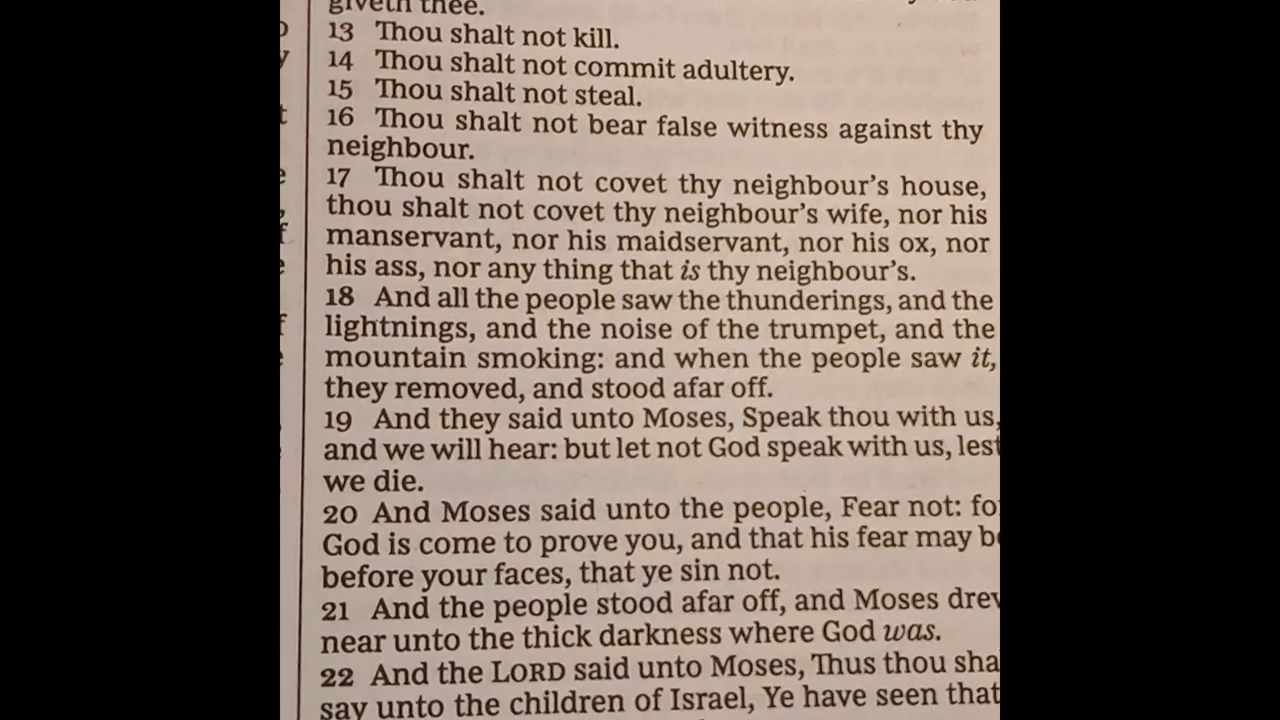 giveth thee.
13 Thou shalt not kill.
14 Thou shalt not commit adultery.
15 Thou shalt not steal.
16 Thou shalt not bear false witness against thy
neighbour.
17 Thou shalt not covet thy neighbour's house,
thou shalt not covet thy neighbour's wife, nor his
manservant, nor his maidservant, nor his ox, nor
his ass, nor any thing that is thy neighbour's.
18 And all the people saw the thunderings, and the
lightnings, and the noise of the trumpet, and the
mountain smoking: and when the people saw it,
they removed, and stood afar off.
19 And they said unto Moses, Speak thou with us,
and we will hear: but let not God speak with us, lest
we die.
20 And Moses said unto the people, Fear not:
God is come to prove you, and that his fear may
before your faces, that ye sin not.
21 And the people stood afar off, and Moses
near unto the thick darkness where God was.
22 And the LORD said unto Moses, Thus thou
say unto the children of Israel, Ye have seen that